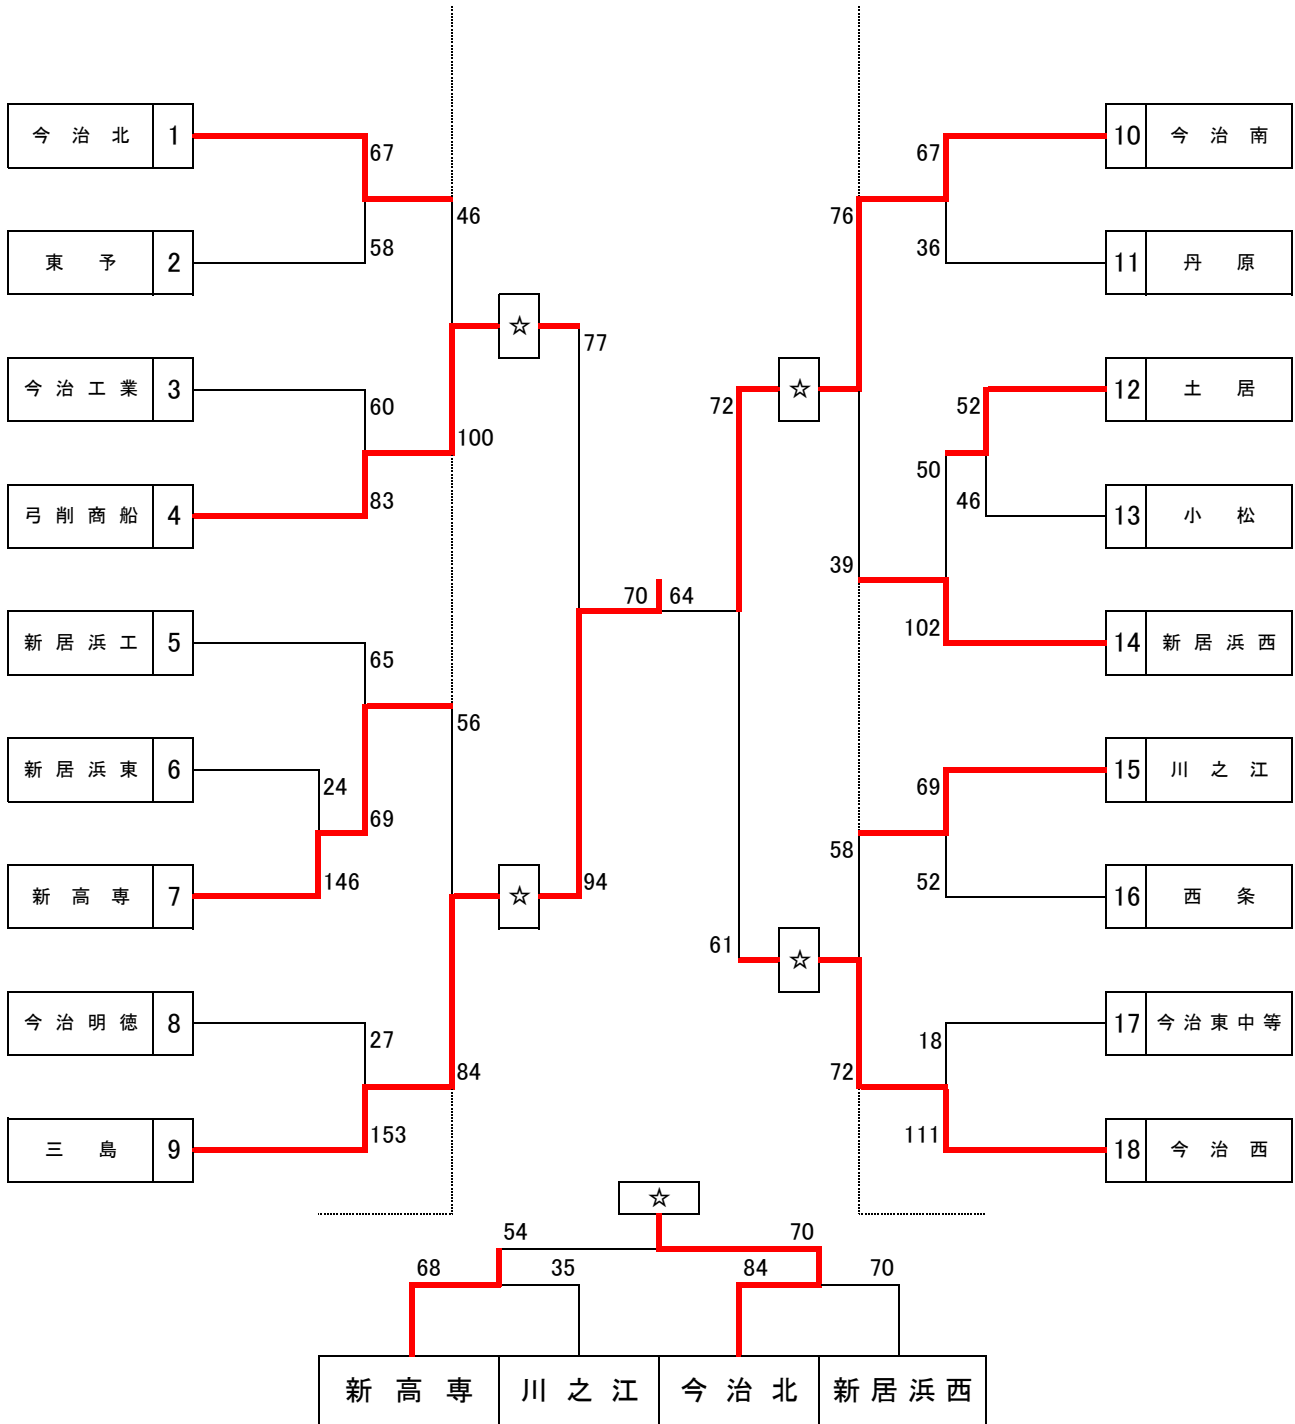 今治北 1
67
46
東予 2
58
☆
77
今治工業 3
60
100
弓削商船 4
83
新居浜工 5
65
56
新居浜東 6
24
69
新高専 7
146
☆
94
今治明徳 8
27
84
三島 9
153
70 64
10 今治南
67
76
11 丹原
36
☆
72
12 土居
52
50
13 小松
46
39
14 新居浜西
102
15 川之江
69
58
16 西条
52
☆
61
17 今治東中等
18
72
18 今治西
111
☆
54 70
68 35 84 70
新高専 川之江 今治北 新居浜西